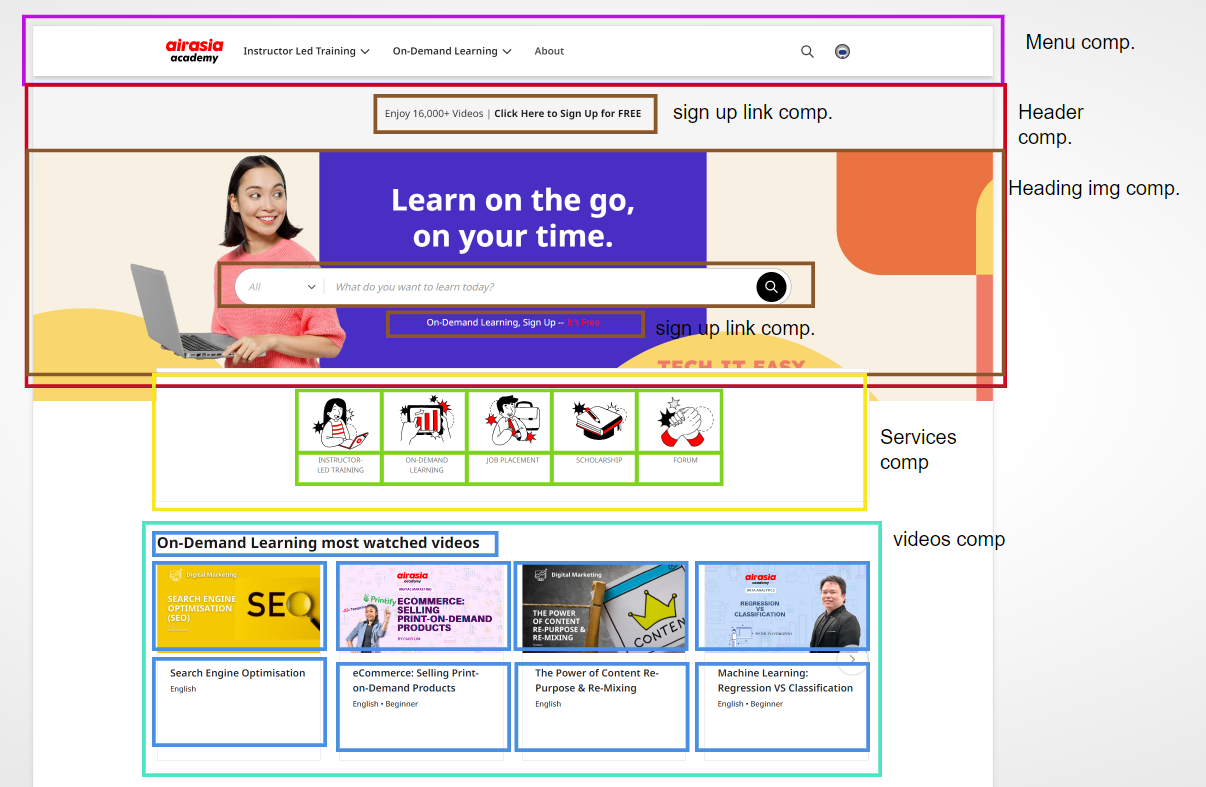 airasia
academy
Instructor Led Training
On-Demand Learning
About
Menu comp.
Enjoy 16,000+ Videos | Click Here to Sign Up for FREE
sign up link comp.
Header
comp.
Heading img comp.
Learn on the go,
on your time.
All
What do you want to learn today?
On-Demand Learning, Sign Up -- It's Free
sign up link comp.
TECH IT EASY
INSTRUCTOR-
LED TRAINING
ON-DEMAND
LEARNING
JOB PLACEMENT
SCHOLARSHIP
FORUM
Services
comp
videos comp
On-Demand Learning most watched videos
Digital Marketing
SEARCH ENGINE
OPTIMISATION
(SEO)
SEO
airasia
academy
DIGITAL MARKETING
Printify
ECOMMERCE:
SELLING
PRINT-ON-DEMAND
PRODUCTS
Digital Marketing
THE POWER
OF CONTENT
RE-PURPOSE &
RE-MIXING
CONTEN
airasia
academy
DATA ANALYTICS
REGRESSION
VS
CLASSIFICATION
Search Engine Optimisation
English
eCommerce: Selling Print-
on-Demand Products
English • Beginner
The Power of Content Re-
Purpose & Re-Mixing
English
Machine Learning:
Regression VS Classification
English • Beginner